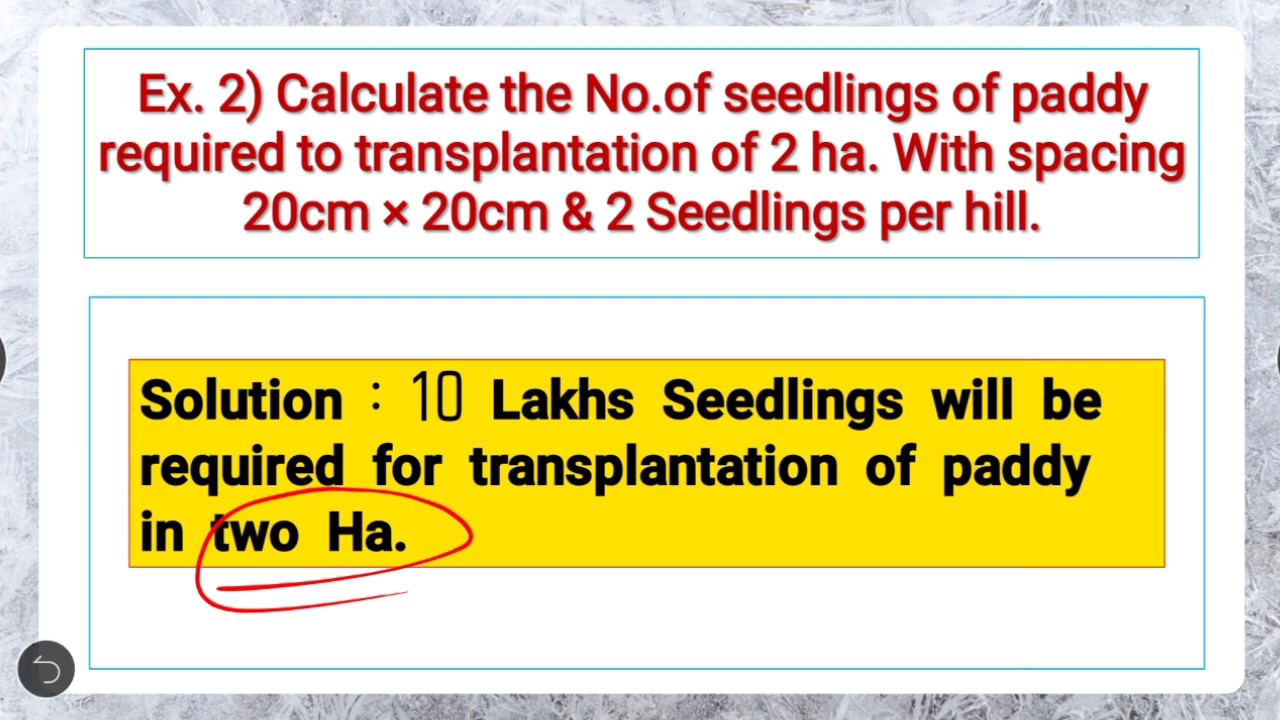 Ex. 2) Calculate the No.of seedlings of paddy
required to transplantation of 2 ha. With spacing
20cm × 20cm & 2 Seedlings per hill.
Solution : 10 Lakhs Seedlings will be
required for transplantation of paddy
in two Ha.